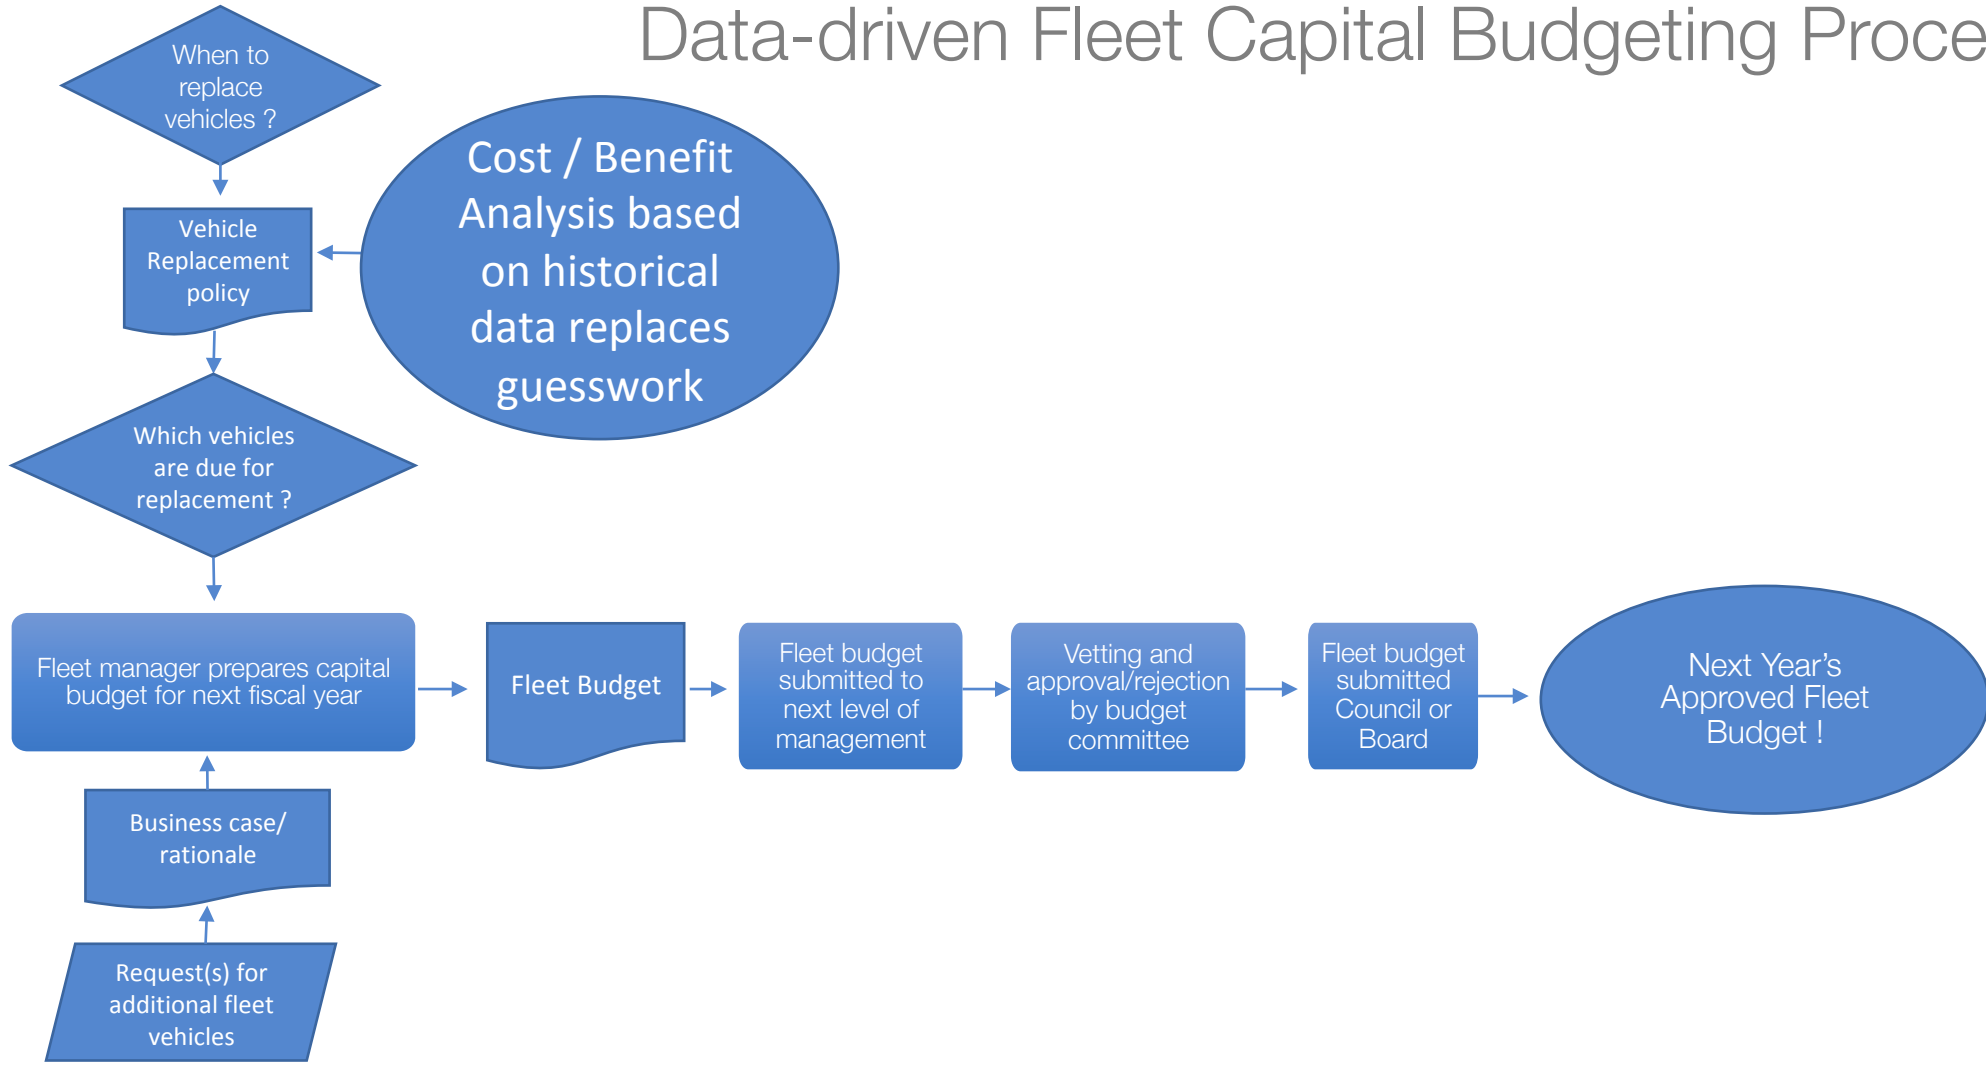 Data-driven Fleet Capital Budgeting Proce
When to
replace
vehicles ?
Cost / Benefit
Analysis based
on historical
data replaces
guesswork
Vehicle
Replacement
policy
Which vehicles
are due for
replacement ?
Fleet manager prepares capital
budget for next fiscal year
Fleet Budget
Fleet budget
submitted to
next level of
management
Vetting and
approval/rejection
by budget
committee
Fleet budget
submitted
Council or
Board
Next Year’s
Approved Fleet
Budget !
Business case/
rationale
Request(s) for
additional fleet
vehicles